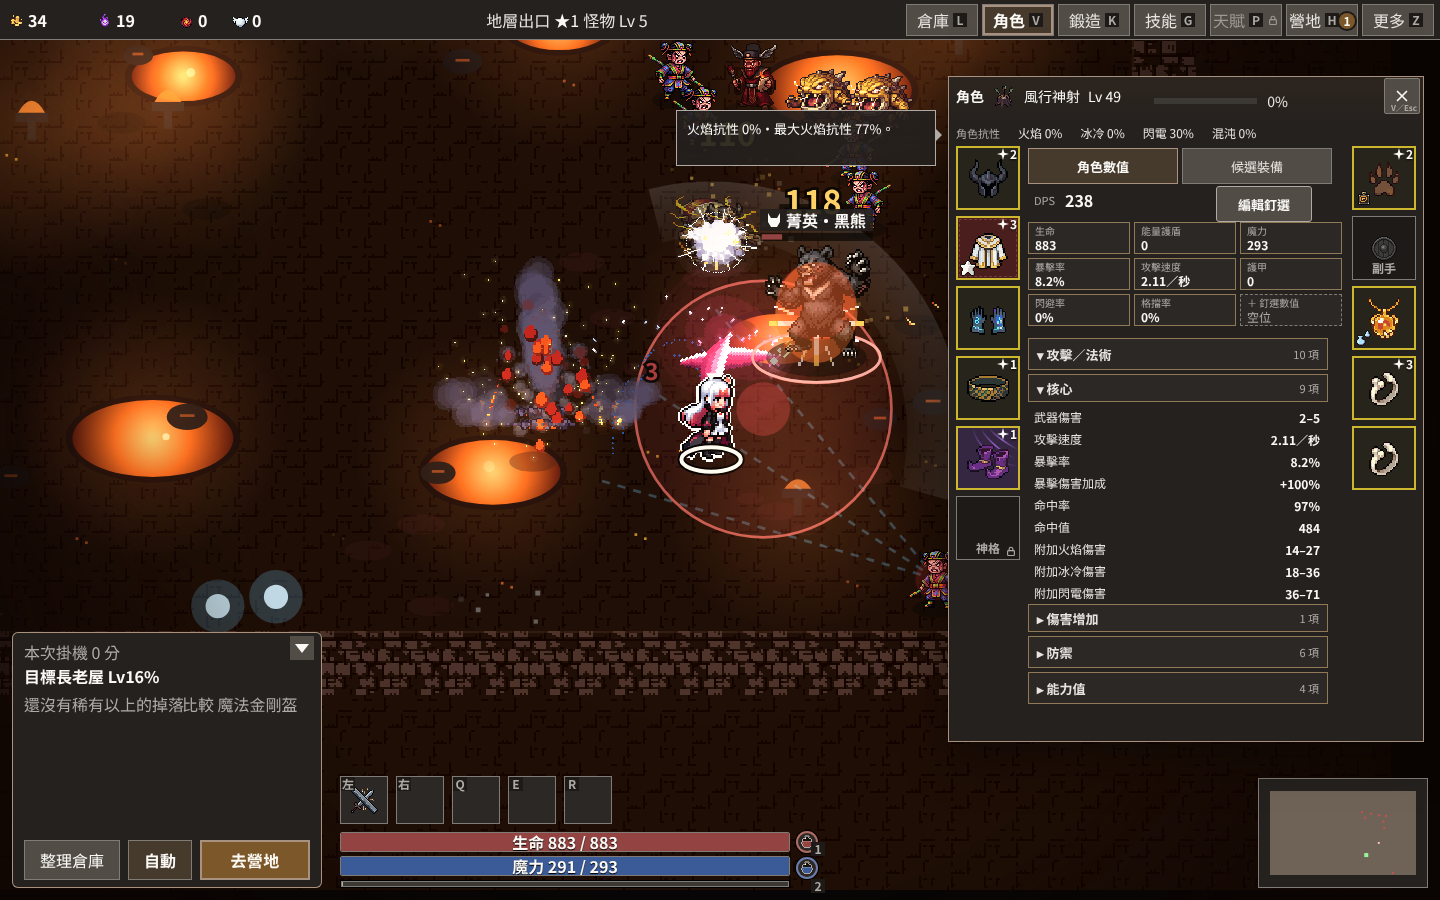 34 19 0 0
地層出口 ★1 怪物 Lv 5
倉庫 L 角色 V 鍛造 K 技能 G 天賦 P 營地 H 1 更多 Z
角色 風行神射 Lv 49 0%
V／Esc
角色抗性 火焰 0% 冰冷 0% 閃電 30% 混沌 0%
火焰抗性 0%・最大火焰抗性 77%。
2 角色數值 候選裝備 2
DPS 238 編輯釘選
118
菁英・黑熊
3
生命 能量護盾 魔力
883 0 293
暴擊率 攻擊速度 護甲
8.2% 2.11／秒 0
閃避率 格擋率 ＋ 釘選數值
0% 0% 空位
副手
▾ 攻擊／法術 10 項
1 3
▾ 核心 9 項
3
武器傷害 2–5
攻擊速度 2.11／秒
1
暴擊率 8.2%
暴擊傷害加成 +100%
命中率 97%
命中值 484
附加火焰傷害 14–27
神格
附加冰冷傷害 18–36
附加閃電傷害 36–71
▸ 傷害增加 1 項
▸ 防禦 6 項
▸ 能力值 4 項
本次掛機 0 分
目標長老屋 Lv16%
還沒有稀有以上的掉落比較 魔法金剛盔
整理倉庫 自動 去營地
左 右 Q E R
生命 883 / 883 1
魔力 291 / 293
2